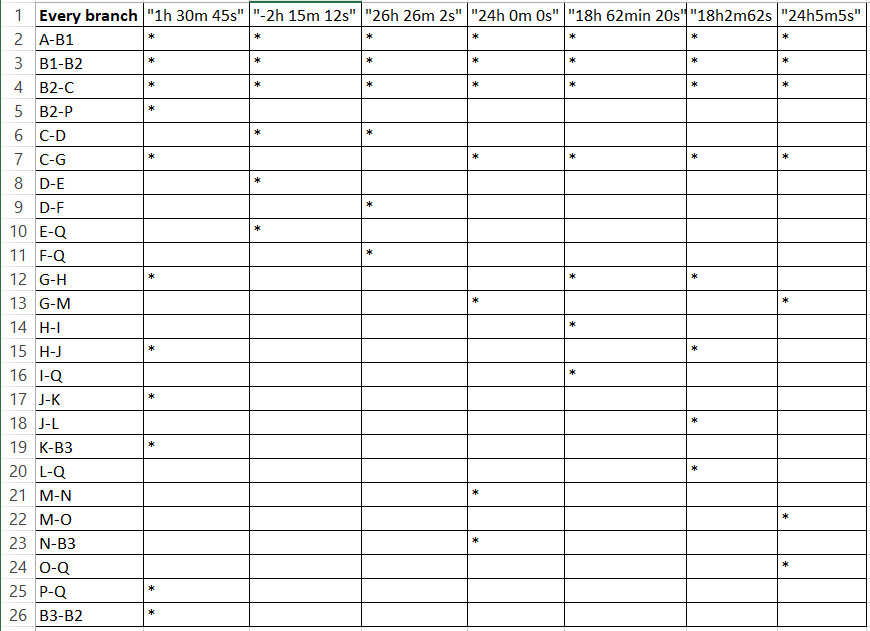 1 Every branch "1h 30m 45s" "-2h 15m 12s" "26h 26m 2s" "24h 0m 0s" "18h 62min 20s" "18h2m62s "24h5m5s"
2 A-B1 * * * * * * *
3 B1-B2 * * * * * * *
4 B2-C * * * * * * *
5 B2-P *
6 C-D * *
7 C-G * * * * *
8 D-E *
9 D-F *
10 E-Q *
11 F-Q *
12 G-H * * *
13 G-M * *
14 H-I *
15 H-J * *
16 I-Q *
17 J-K *
18 J-L *
19 K-B3 *
20 L-Q *
21 M-N *
22 M-O *
23 N-B3 *
24 O-Q *
25 P-Q *
26 B3-B2 *